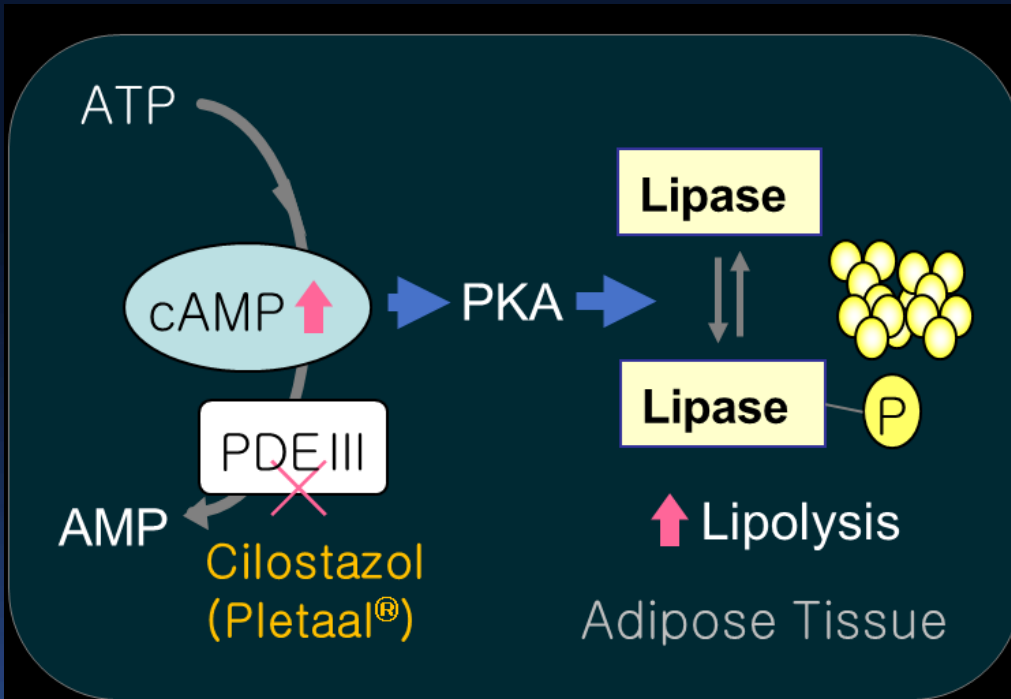 ATP
Lipase
cAMP
PKA
Lipase
P
PDE III
AMP
Lipolysis
Cilostazol
(Pletaal®)
Adipose Tissue